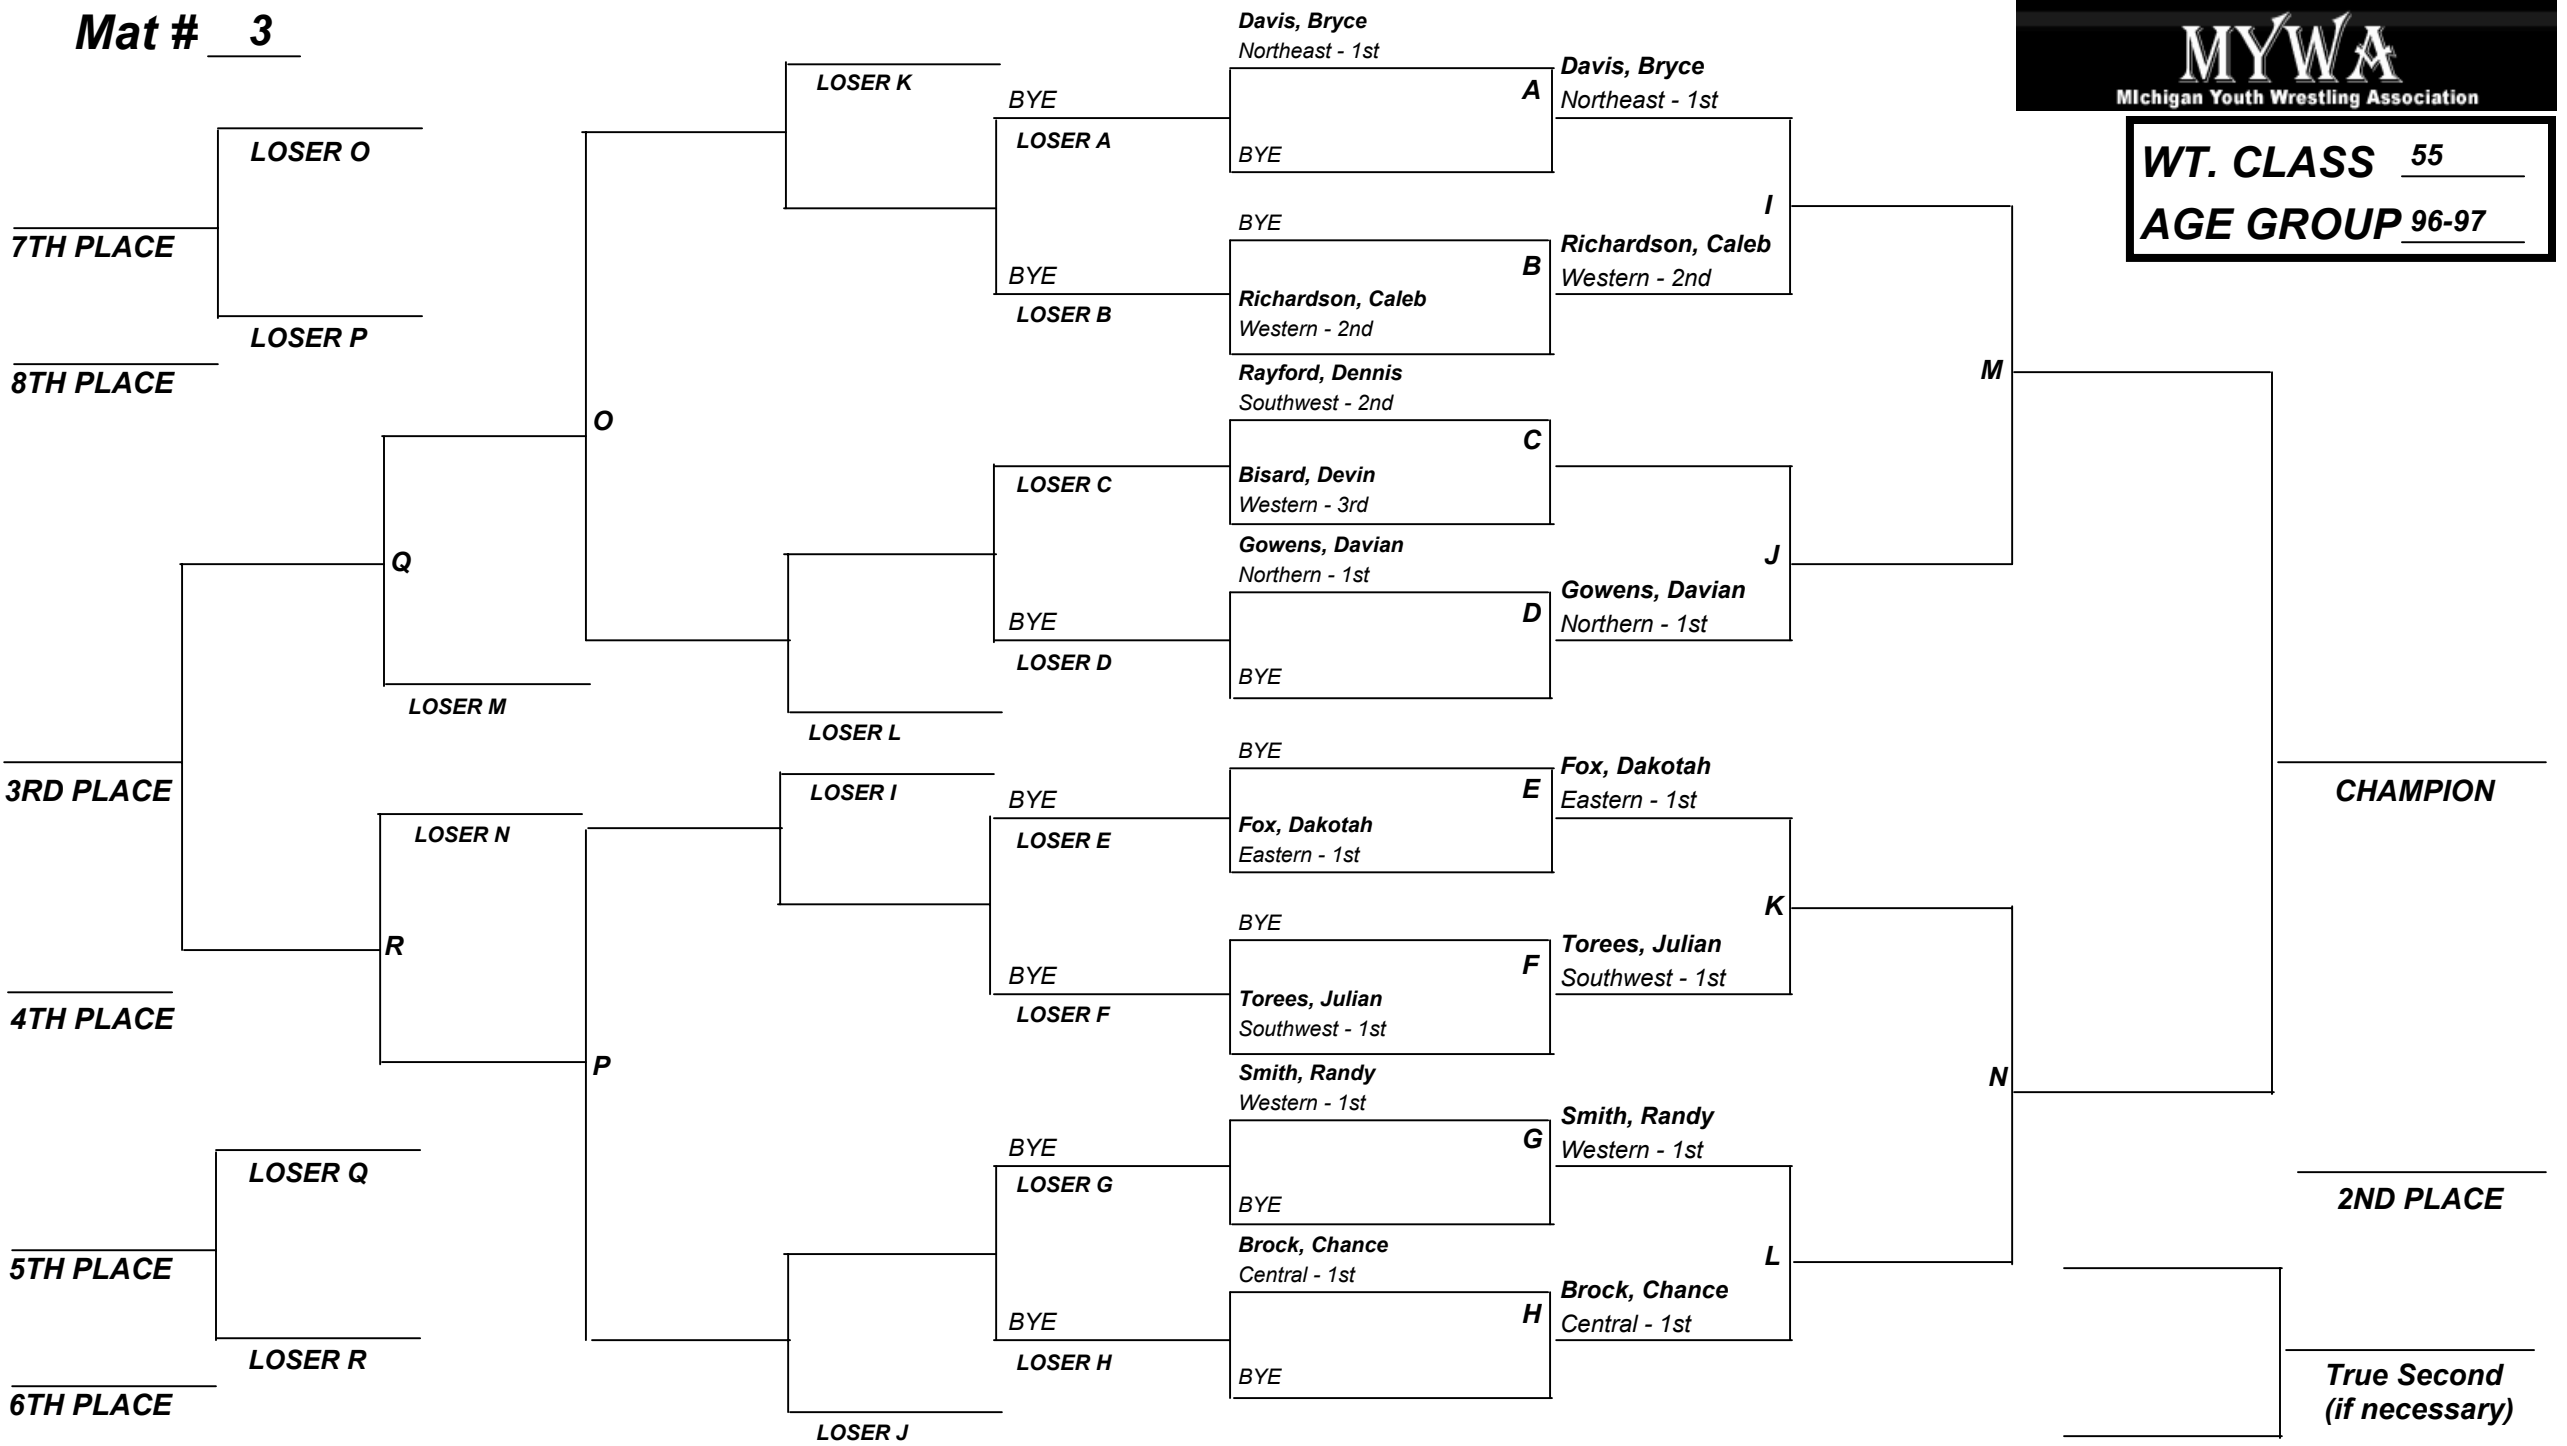 Mat # 3
MYWA
MIchigan Youth Wrestling Association
WT. CLASS 55
AGE GROUP 96-97
LOSER O
7TH PLACE
LOSER P
8TH PLACE
Q
LOSER M
3RD PLACE
LOSER N
R
4TH PLACE
LOSER Q
5TH PLACE
LOSER R
6TH PLACE
O
P
LOSER K
LOSER L
LOSER I
LOSER J
BYE
LOSER A
BYE
LOSER B
LOSER C
BYE
LOSER D
BYE
LOSER E
BYE
LOSER F
BYE
LOSER G
BYE
LOSER H
Davis, Bryce
Northeast - 1st
A
BYE
BYE
B
Richardson, Caleb
Western - 2nd
Rayford, Dennis
Southwest - 2nd
C
Bisard, Devin
Western - 3rd
Gowens, Davian
Northern - 1st
D
BYE
BYE
E
Fox, Dakotah
Eastern - 1st
BYE
F
Torees, Julian
Southwest - 1st
Smith, Randy
Western - 1st
G
BYE
Brock, Chance
Central - 1st
H
BYE
Davis, Bryce
Northeast - 1st
I
Richardson, Caleb
Western - 2nd
J
Gowens, Davian
Northern - 1st
Fox, Dakotah
Eastern - 1st
K
Torees, Julian
Southwest - 1st
Smith, Randy
Western - 1st
L
Brock, Chance
Central - 1st
M
N
CHAMPION
2ND PLACE
True Second
(if necessary)